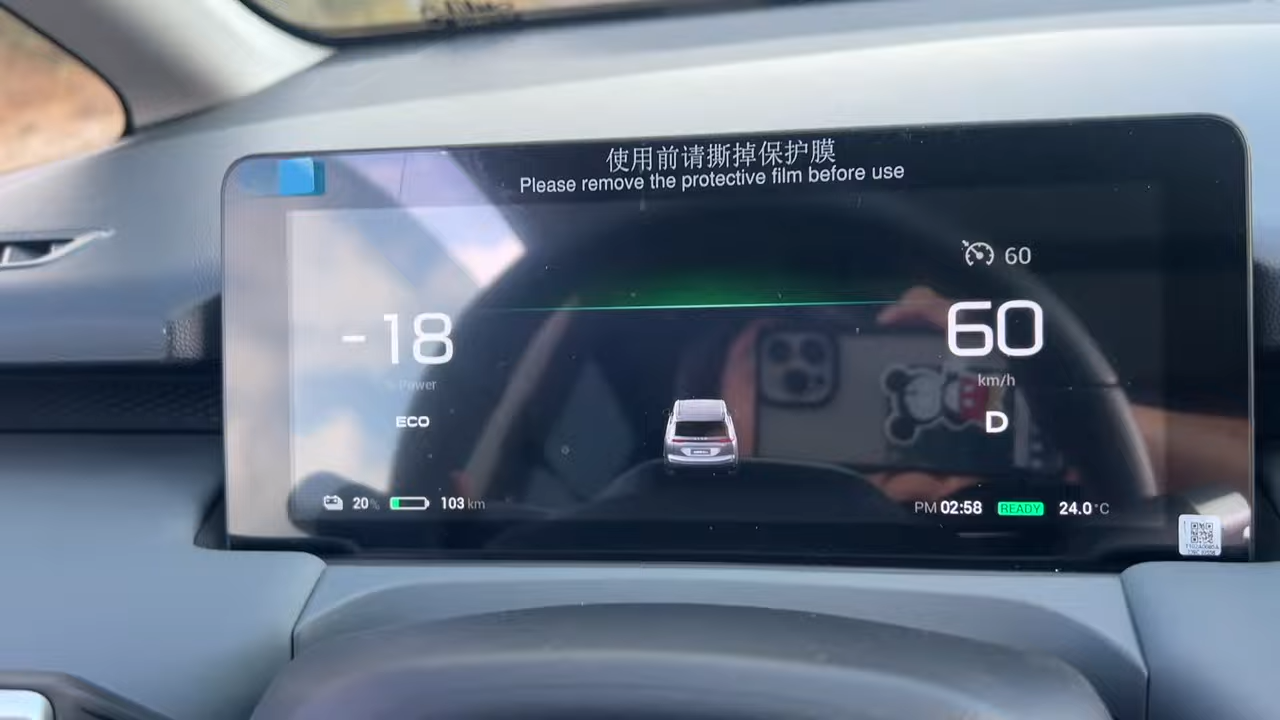 使用前请撕掉保护膜
Please remove the protective film before use
60
-18
60
% Power
km/h
ECO
D
20%
103 km
PM 02:58
READY
24.0°C